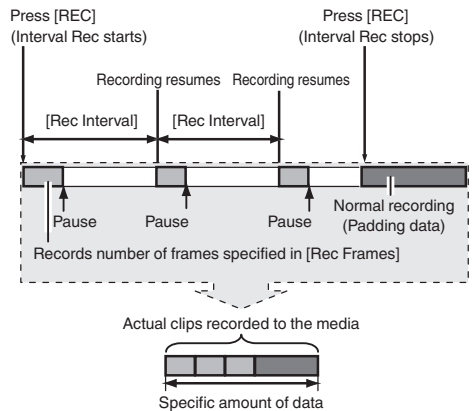 Press [REC]
(Interval Rec starts)
Press [REC]
(Interval Rec stops)
Recording resumes
Recording resumes
[Rec Interval]
[Rec Interval]
Pause
Pause
Pause
Normal recording
(Padding data)
Records number of frames specified in [Rec Frames]
Actual clips recorded to the media
Specific amount of data